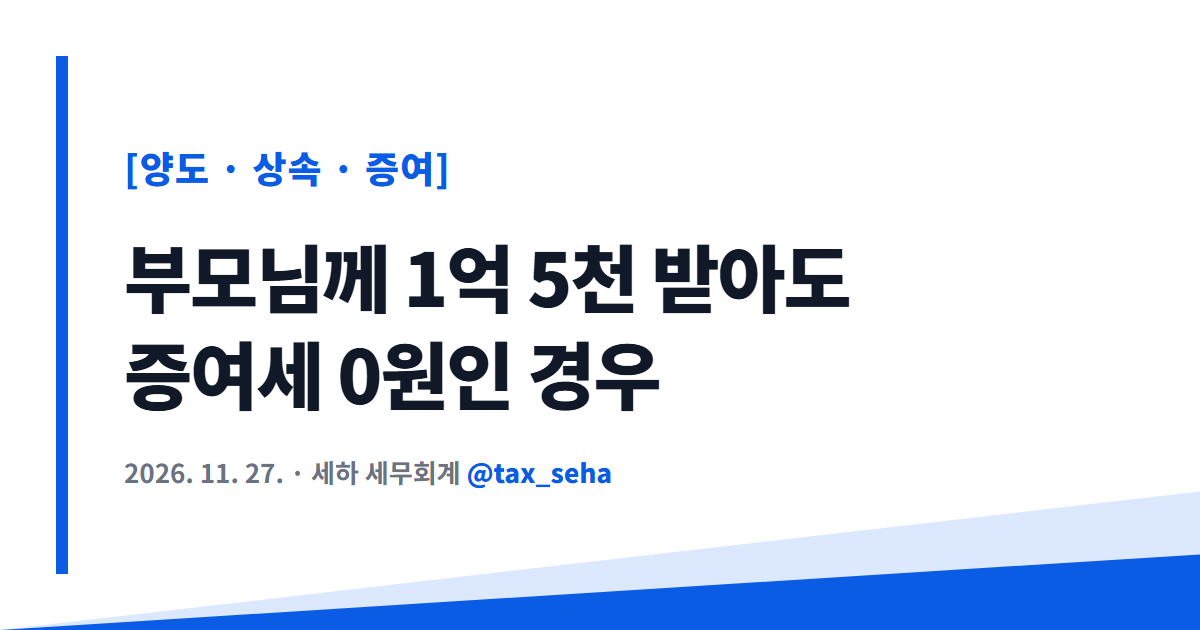 [양도 · 상속 · 증여]
부모님께 1억 5천 받아도
증여세 0원인 경우
2026. 11. 27. · 세하 세무회계 @tax_seha